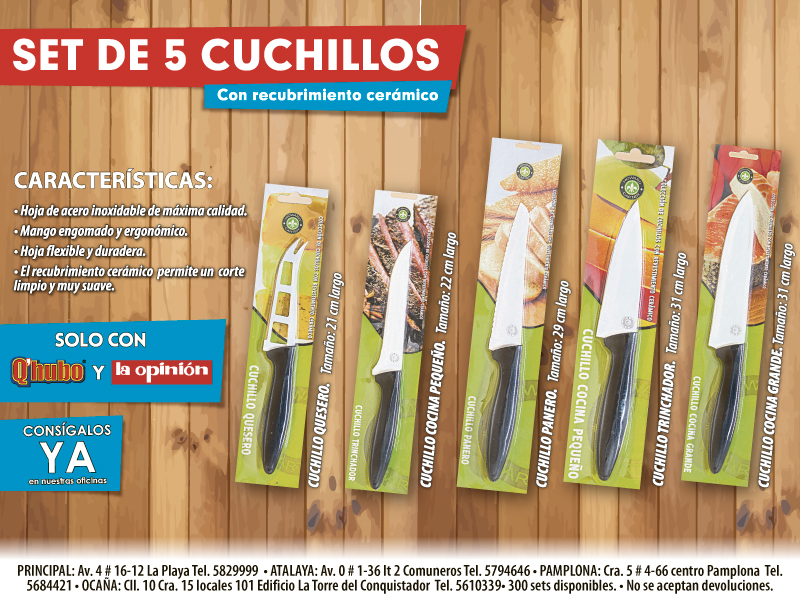 SET DE 5 CUCHILLOS
Con recubrimiento cerámico
CARACTERÍSTICAS:
• Hoja de acero inoxidable de máxima calidad.
• Mango engomado y ergonómico.
• Hoja flexible y duradera.
• El recubrimiento cerámico permite un corte
limpio y muy suave.
SOLO CON
Q'hubo Y la opinión
CONSÍGALOS
YA
en nuestras oficinas
CUCHILLO QUESERO
CUCHILLO QUESERO. Tamaño: 21 cm largo
CUCHILLO TRINCHADOR
CUCHILLO COCINA PEQUEÑO. Tamaño: 22 cm largo
CUCHILLO PANERO
CUCHILLO PANERO. Tamaño: 29 cm largo
CUCHILLO COCINA PEQUEÑO
CUCHILLO TRINCHADOR. Tamaño: 31 cm largo
CUCHILLO COCINA GRANDE
CUCHILLO COCINA GRANDE. Tamaño: 31 cm largo
PRINCIPAL: Av. 4 # 16-12 La Playa Tel. 5829999 • ATALAYA: Av. 0 # 1-36 lt 2 Comuneros Tel. 5794646 • PAMPLONA: Cra. 5 # 4-66 centro Pamplona Tel.
5684421 • OCAÑA: Cll. 10 Cra. 15 locales 101 Edificio La Torre del Conquistador Tel. 5610339• 300 sets disponibles. • No se aceptan devoluciones.